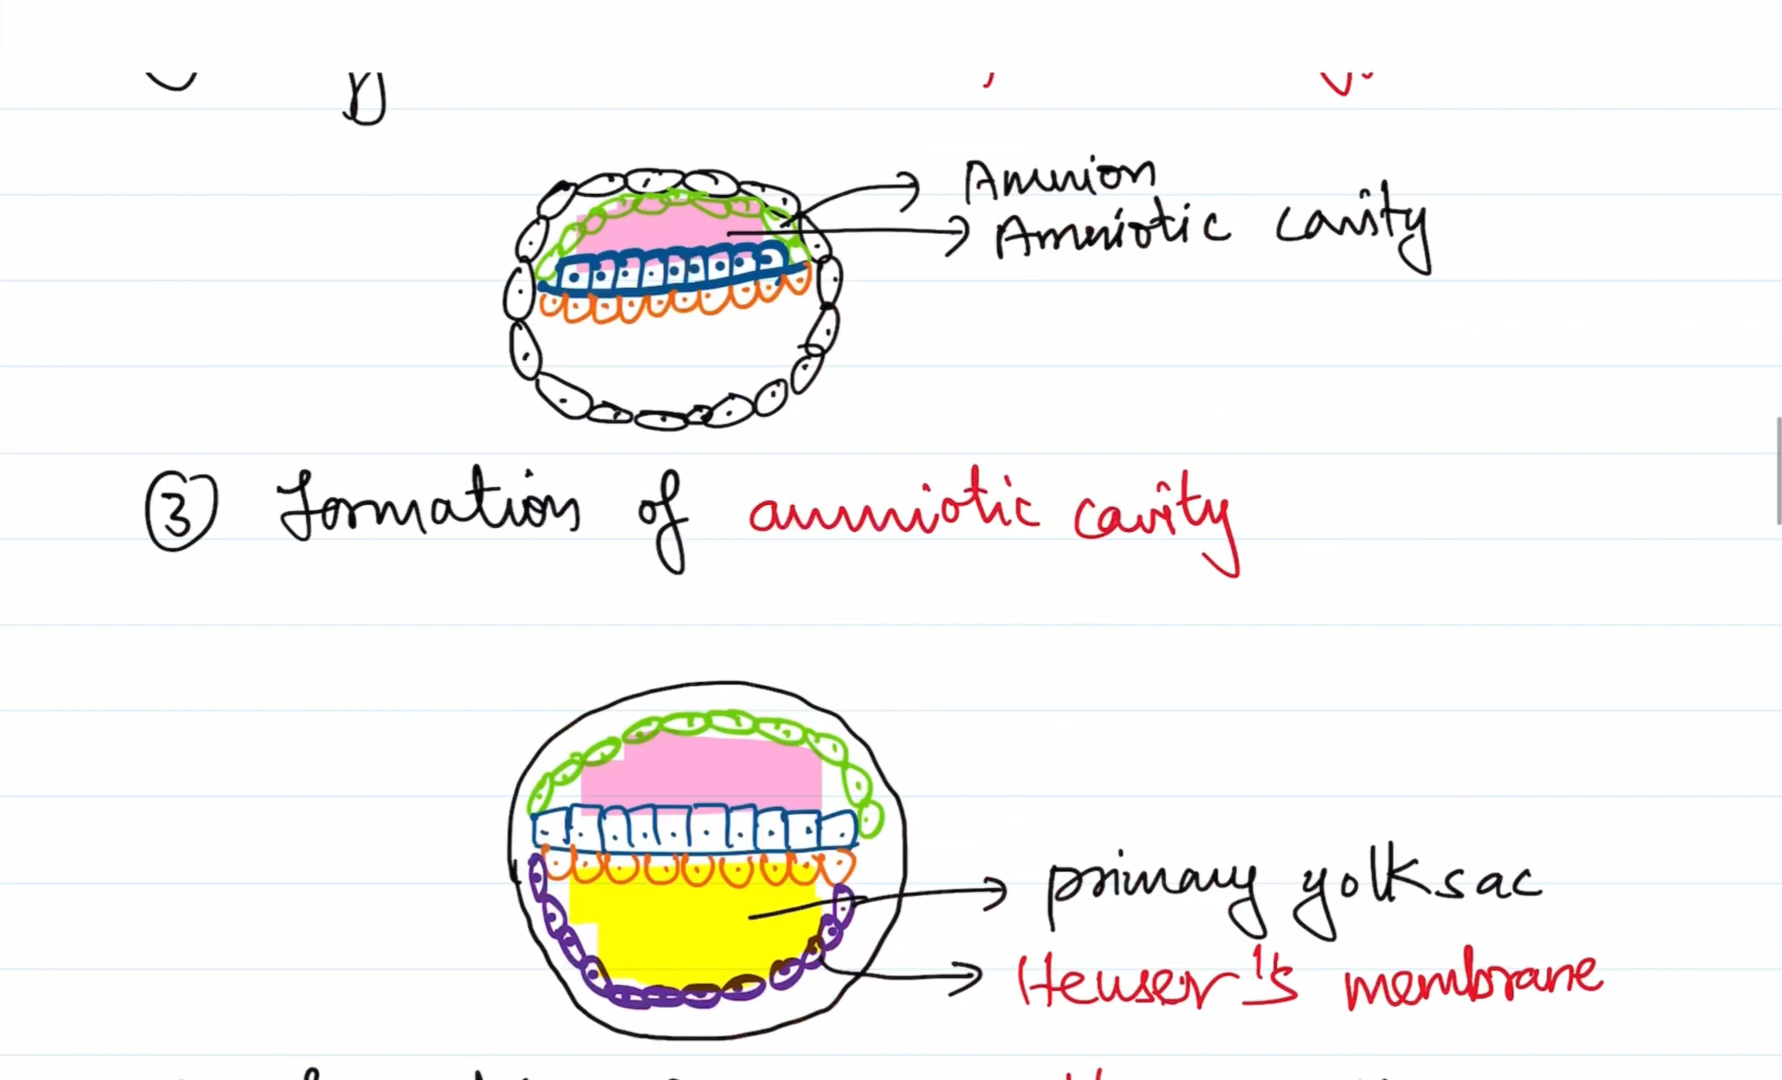 Amnion
Amniotic cavity
③ Formation of amniotic cavity
primary yolk sac
Heuser's membrane